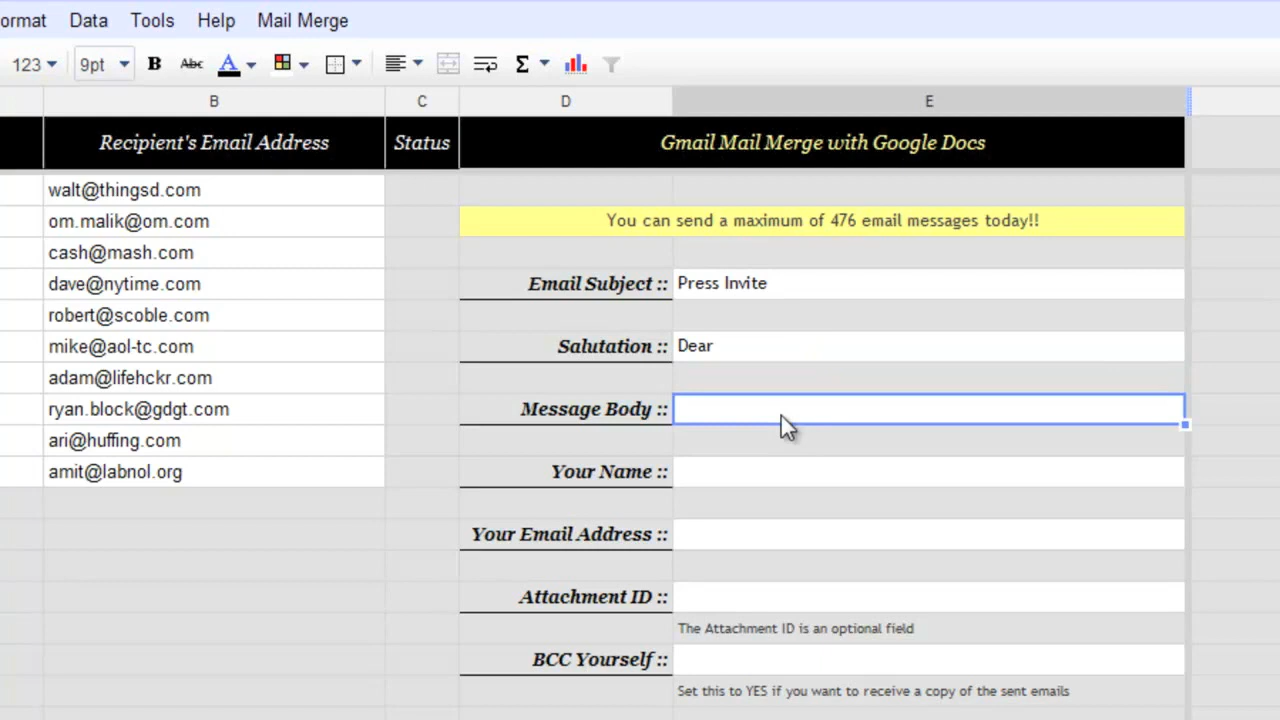 ormat Data Tools Help Mail Merge
123 9pt B Abc A Σ
B C D E
Recipient's Email Address Status Gmail Mail Merge with Google Docs
walt@thingsd.com
om.malik@om.com You can send a maximum of 476 email messages today!!
cash@mash.com
dave@nytime.com Email Subject :: Press Invite
robert@scoble.com
mike@aol-tc.com Salutation :: Dear
adam@lifehckr.com
ryan.block@gdgt.com Message Body ::
ari@huffing.com
amit@labnol.org Your Name ::
Your Email Address ::
Attachment ID ::
The Attachment ID is an optional field
BCC Yourself ::
Set this to YES if you want to receive a copy of the sent emails